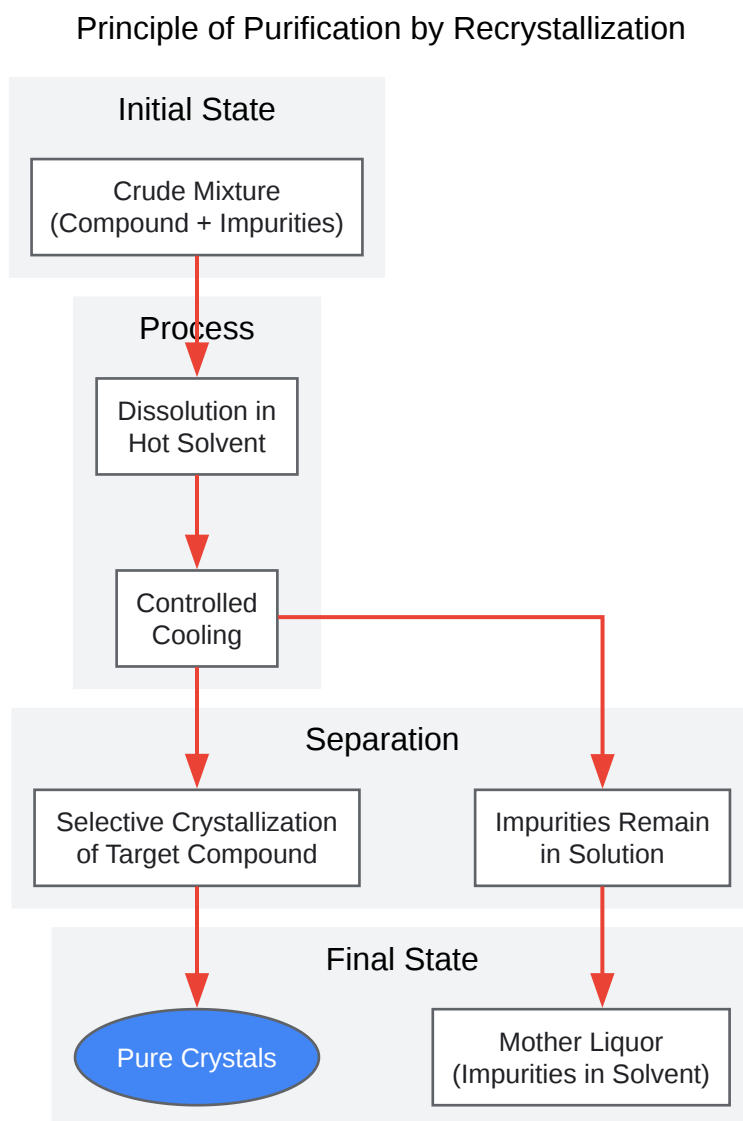 Principle of Purification by Recrystallization
Initial State
Crude Mixture
(Compound + Impurities)
Process
Dissolution in
Hot Solvent
Controlled
Cooling
Separation
Selective Crystallization
of Target Compound
Impurities Remain
in Solution
Final State
Pure Crystals
Mother Liquor
(Impurities in Solvent)